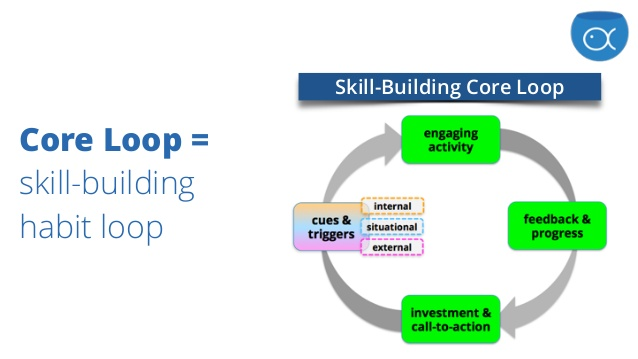 Core Loop =
skill-building
habit loop
Skill-Building Core Loop
engaging
activity
feedback &
progress
investment &
call-to-action
cues &
triggers
internal
situational
external